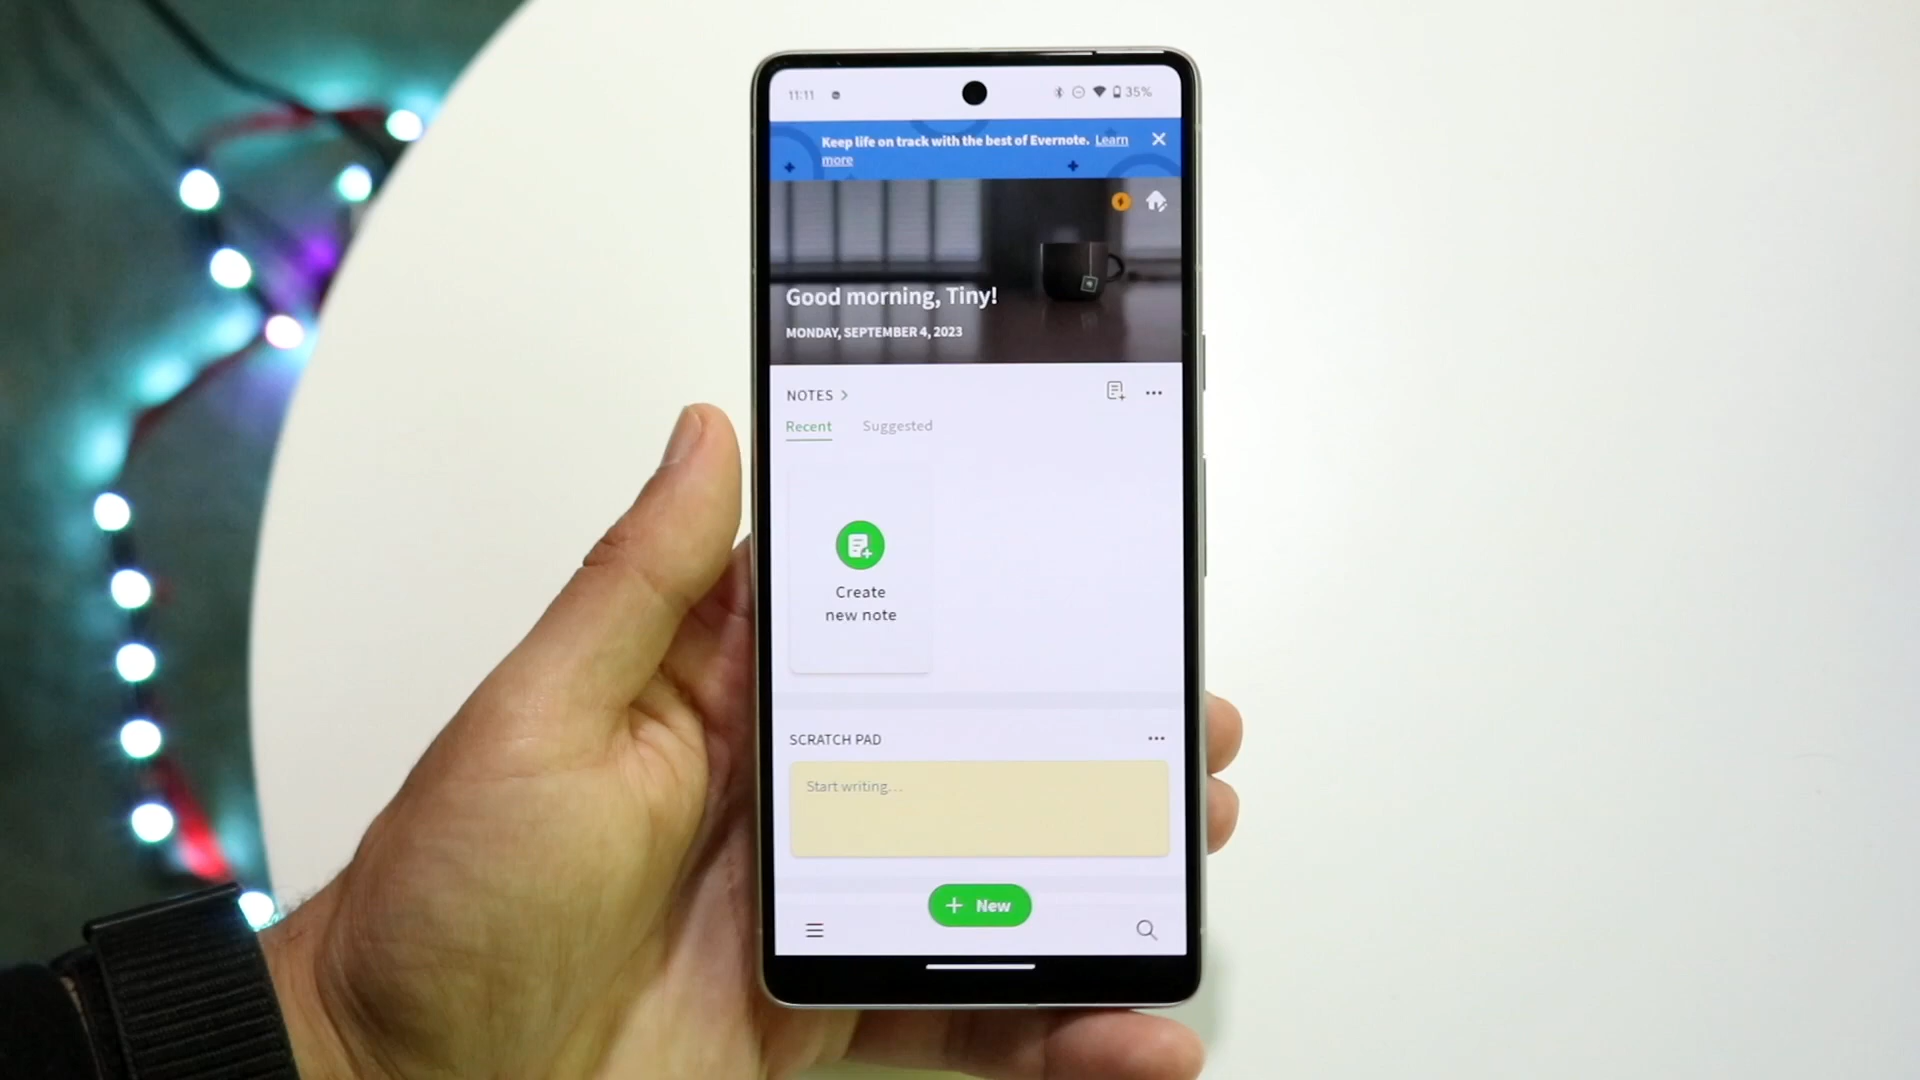 11:11 35%
Keep life on track with the best of Evernote. Learn
more
Good morning, Tiny!
MONDAY, SEPTEMBER 4, 2023
NOTES >
Recent Suggested
Create
new note
SCRATCH PAD
Start writing...
+ New